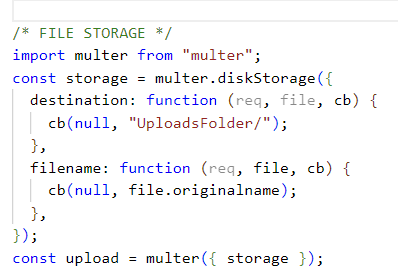 /* FILE STORAGE */
import multer from "multer";
const storage = multer.diskStorage({
  destination: function (req, file, cb) {
    cb(null, "UploadsFolder/");
  },
  filename: function (req, file, cb) {
    cb(null, file.originalname);
  },
});
const upload = multer({ storage });